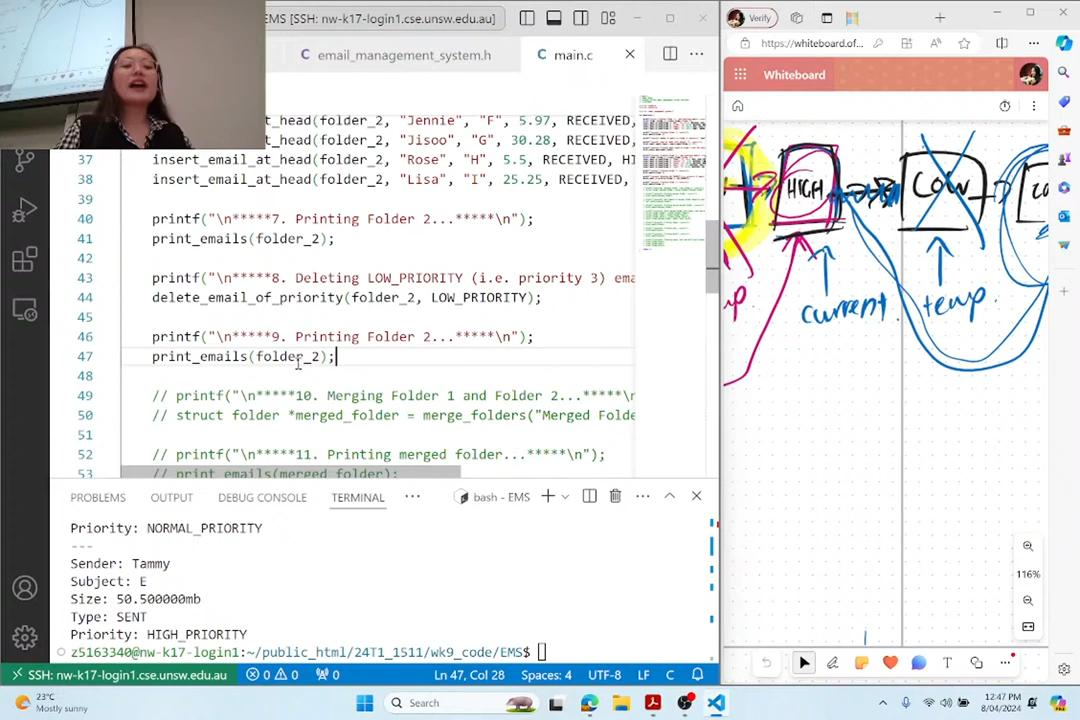 EMS [SSH: nw-k17-login1.cse.unsw.edu.au]
C email_management_system.h
C main.c
t_head(folder_2, "Jennie", "F", 5.97, RECEIVED,
t_head(folder_2, "Jisoo", "G", 30.28, RECEIVED,
37 insert_email_at_head(folder_2, "Rose", "H", 5.5, RECEIVED, HI
38 insert_email_at_head(folder_2, "Lisa", "I", 25.25, RECEIVED,
39
40 printf("\n*****7. Printing Folder 2...*****\n");
41 print_emails(folder_2);
42
43 printf("\n*****8. Deleting LOW_PRIORITY (i.e. priority 3) ema
44 delete_email_of_priority(folder_2, LOW_PRIORITY);
45
46 printf("\n*****9. Printing Folder 2...*****\n");
47 print_emails(folder_2);
48
49 // printf("\n*****10. Merging Folder 1 and Folder 2...*****\n
50 // struct folder *merged_folder = merge_folders("Merged Folde
51
52 // printf("\n*****11. Printing merged folder...*****\n");
53 // print_emails(merged_folder);
PROBLEMS OUTPUT DEBUG CONSOLE TERMINAL ··· bash - EMS
Priority: NORMAL_PRIORITY
---
Sender: Tammy
Subject: E
Size: 50.500000mb
Type: SENT
Priority: HIGH_PRIORITY
z5163340@nw-k17-login1:~/public_html/24T1_1511/wk9_code/EMS$
SSH: nw-k17-login1.cse.unsw.edu.au 0 0 0 Ln 47, Col 28 Spaces: 4 UTF-8 LF C
Verify
https://whiteboard.of...
Whiteboard
HIGH
LOW
current
temp
116%
23°C
Mostly sunny
Search
12:47 PM
8/04/2024